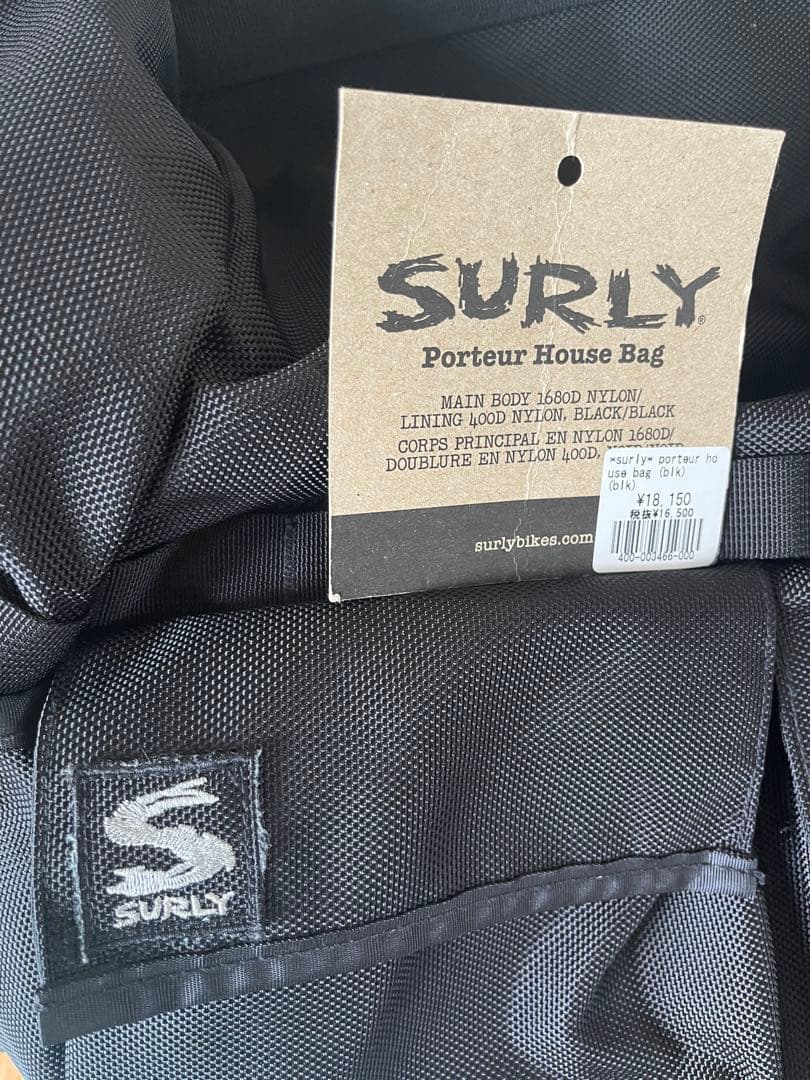 SURLY®
Porteur House Bag
MAIN BODY 1680D NYLON/
LINING 400D NYLON, BLACK/BLACK
CORPS PRINCIPAL EN NYLON 1680D/
DOUBLURE EN NYLON 400D,
surlybikes.com
*surly* porteur ho
use bag (blk)
(blk)
¥18,150
税抜¥16,500
400-003466-000
S
SURLY